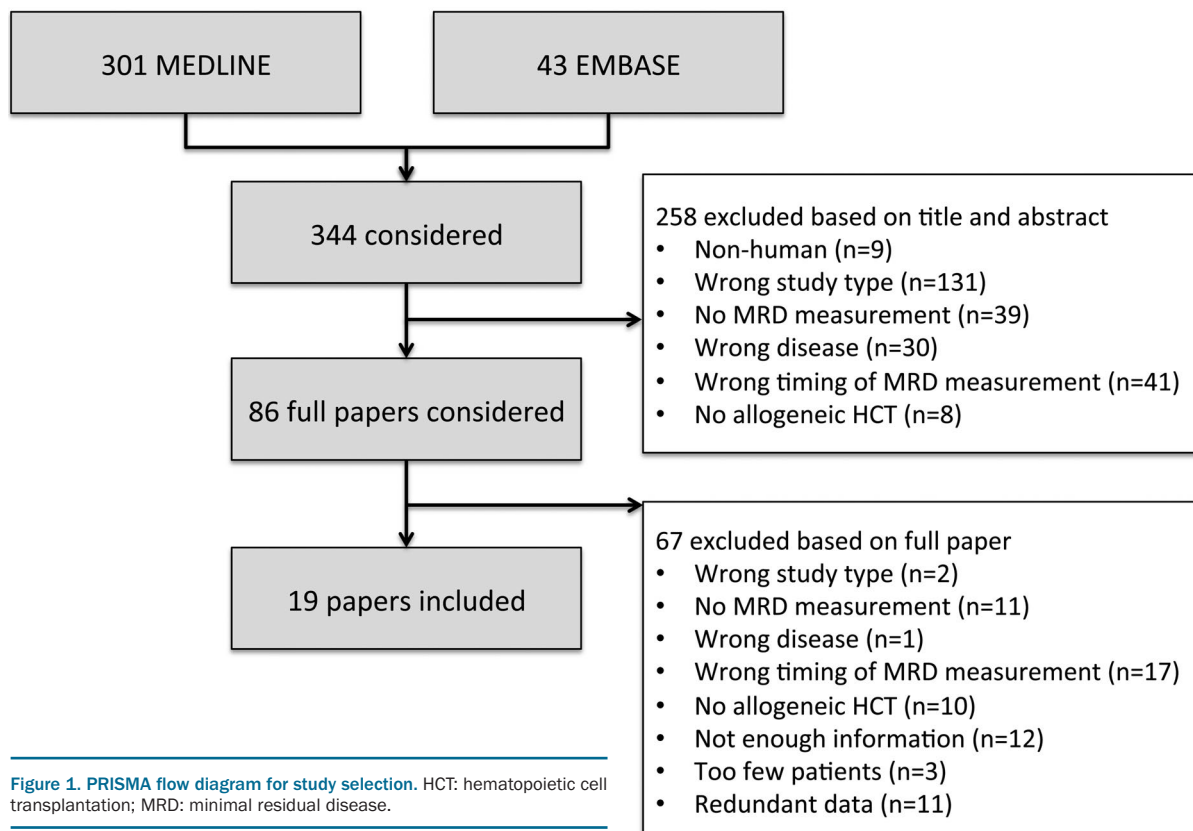 301 MEDLINE
43 EMBASE
344 considered
258 excluded based on title and abstract
• Non-human (n=9)
• Wrong study type (n=131)
• No MRD measurement (n=39)
• Wrong disease (n=30)
• Wrong timing of MRD measurement (n=41)
• No allogeneic HCT (n=8)
86 full papers considered
67 excluded based on full paper
• Wrong study type (n=2)
• No MRD measurement (n=11)
• Wrong disease (n=1)
• Wrong timing of MRD measurement (n=17)
• No allogeneic HCT (n=10)
• Not enough information (n=12)
• Too few patients (n=3)
• Redundant data (n=11)
19 papers included
Figure 1. PRISMA flow diagram for study selection. HCT: hematopoietic cell
transplantation; MRD: minimal residual disease.